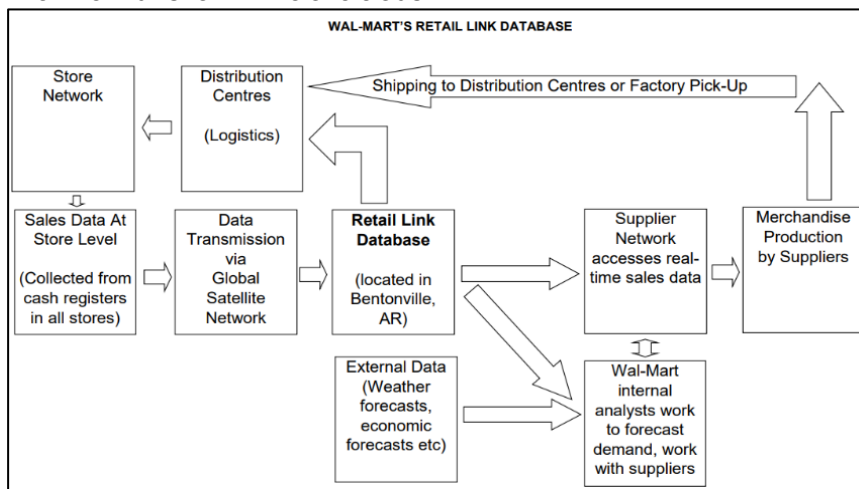 WAL-MART'S RETAIL LINK DATABASE
Store
Network
Distribution
Centres
(Logistics)
Shipping to Distribution Centres or Factory Pick-Up
Sales Data At
Store Level
(Collected from
cash registers
in all stores)
Data
Transmission
via
Global
Satellite
Network
Retail Link
Database
(located in
Bentonville,
AR)
Supplier
Network
accesses real-
time sales data
Merchandise
Production
by Suppliers
External Data
(Weather
forecasts,
economic
forecasts etc)
Wal-Mart
internal
analysts work
to forecast
demand, work
with suppliers